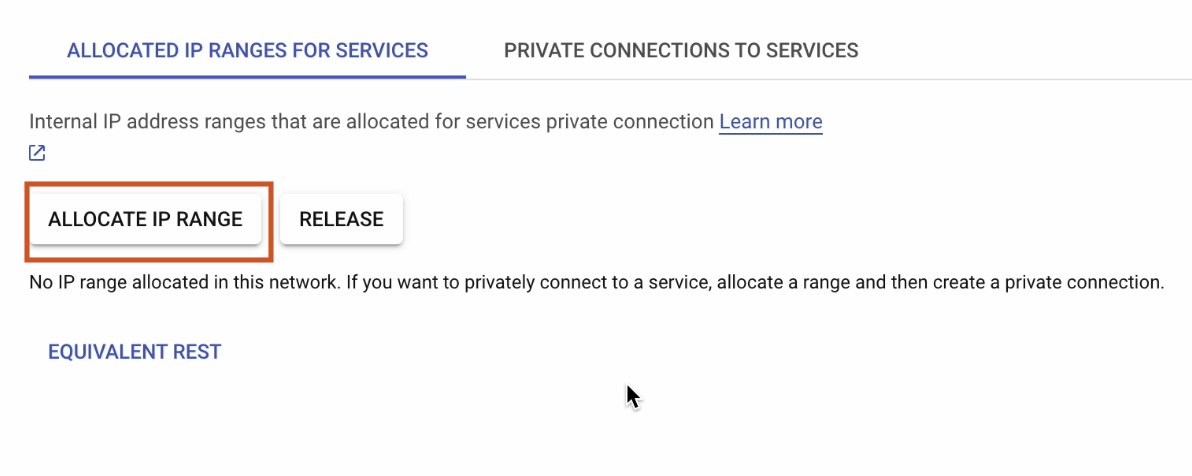 ALLOCATED IP RANGES FOR SERVICES
PRIVATE CONNECTIONS TO SERVICES
Internal IP address ranges that are allocated for services private connection Learn more
ALLOCATE IP RANGE
RELEASE
No IP range allocated in this network. If you want to privately connect to a service, allocate a range and then create a private connection.
EQUIVALENT REST